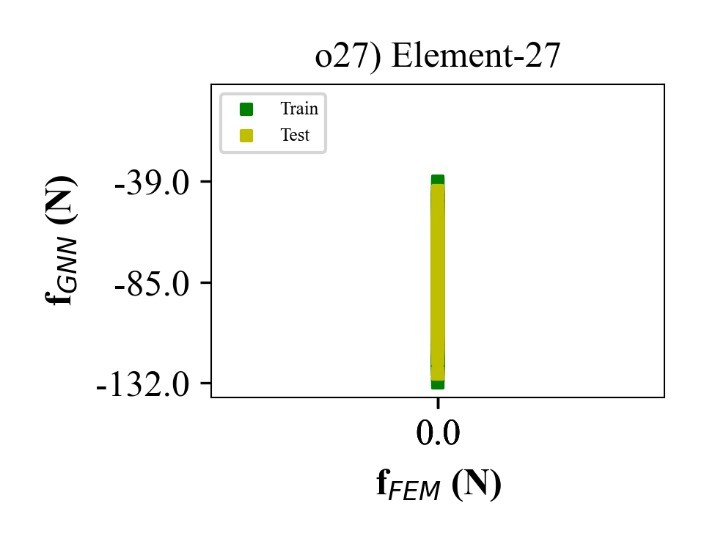 o27) Element-27
Train
Test
-39.0
-85.0
-132.0
f_GNN (N)
0.0
f_FEM (N)